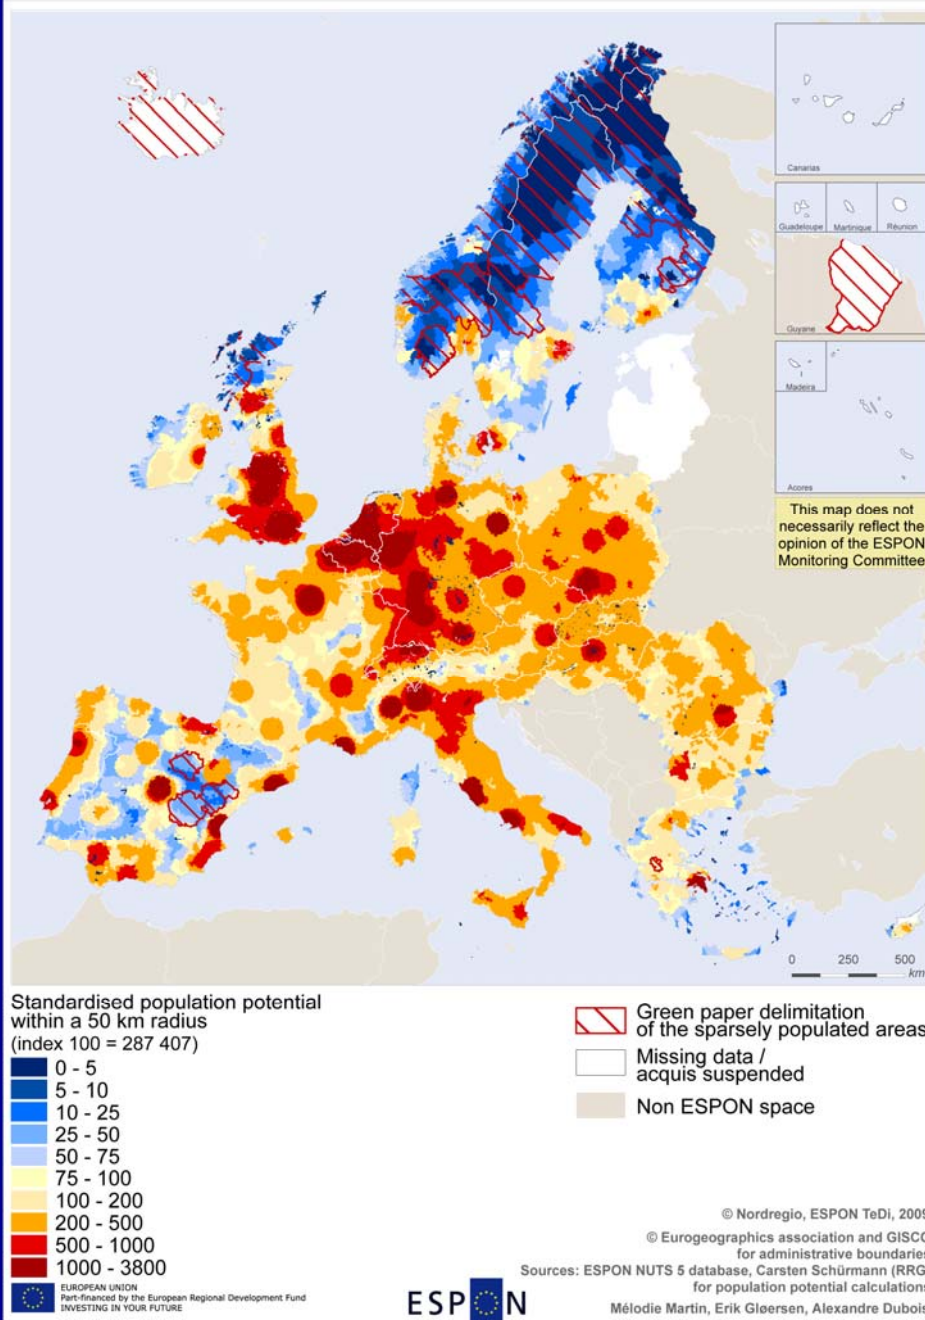 Canarias
Guadeloupe
Martinique
Réunion
Guyane
Madeira
Acores
This map does not
necessarily reflect the
opinion of the ESPON
Monitoring Committee
0 250 500
km
Standardised population potential
within a 50 km radius
(index 100 = 287 407)
0 - 5
5 - 10
10 - 25
25 - 50
50 - 75
75 - 100
100 - 200
200 - 500
500 - 1000
1000 - 3800
Green paper delimitation
of the sparsely populated areas
Missing data /
acquis suspended
Non ESPON space
© Nordregio, ESPON TeDi, 2009
© Eurogeographics association and GISCO
for administrative boundaries
Sources: ESPON NUTS 5 database, Carsten Schürmann (RRG)
for population potential calculations
Mélodie Martin, Erik Gløersen, Alexandre Dubois
EUROPEAN UNION
Part-financed by the European Regional Development Fund
INVESTING IN YOUR FUTURE
ESPON